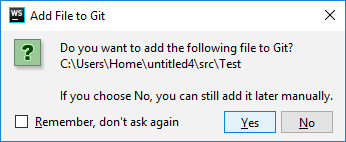 WS Add File to Git
Do you want to add the following file to Git?
C:\Users\Home\untitled4\src\Test
If you choose No, you can still add it later manually.
Remember, don't ask again
Yes No